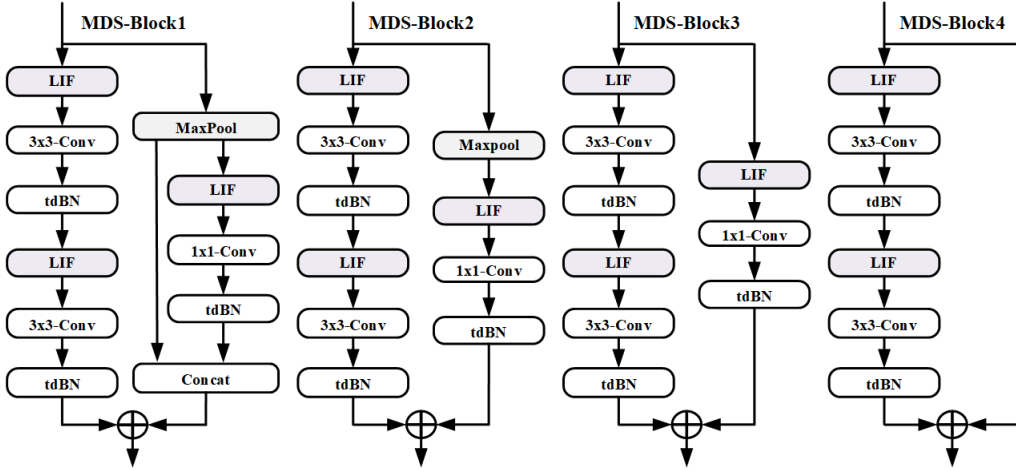 MDS-Block1
LIF
3x3-Conv
tdBN
LIF
3x3-Conv
tdBN
MaxPool
LIF
1x1-Conv
tdBN
Concat
MDS-Block2
LIF
3x3-Conv
tdBN
LIF
3x3-Conv
tdBN
Maxpool
LIF
1x1-Conv
tdBN
MDS-Block3
LIF
3x3-Conv
tdBN
LIF
3x3-Conv
tdBN
LIF
1x1-Conv
tdBN
MDS-Block4
LIF
3x3-Conv
tdBN
LIF
3x3-Conv
tdBN